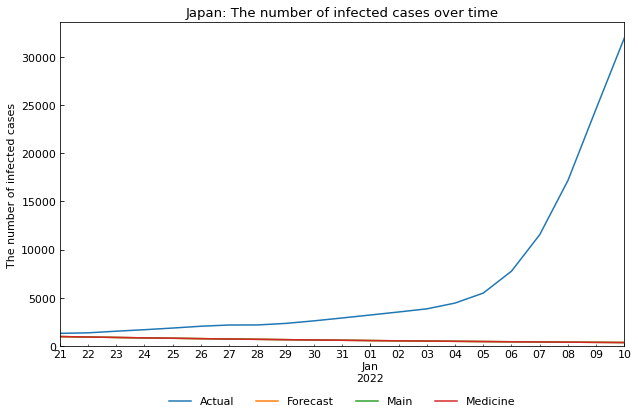 Japan: The number of infected cases over time
The number of infected cases
30000
25000
20000
15000
10000
5000
0
21 22 23 24 25 26 27 28 29 30 31 01 02 03 04 05 06 07 08 09 10
Jan
2022
Actual Forecast Main Medicine